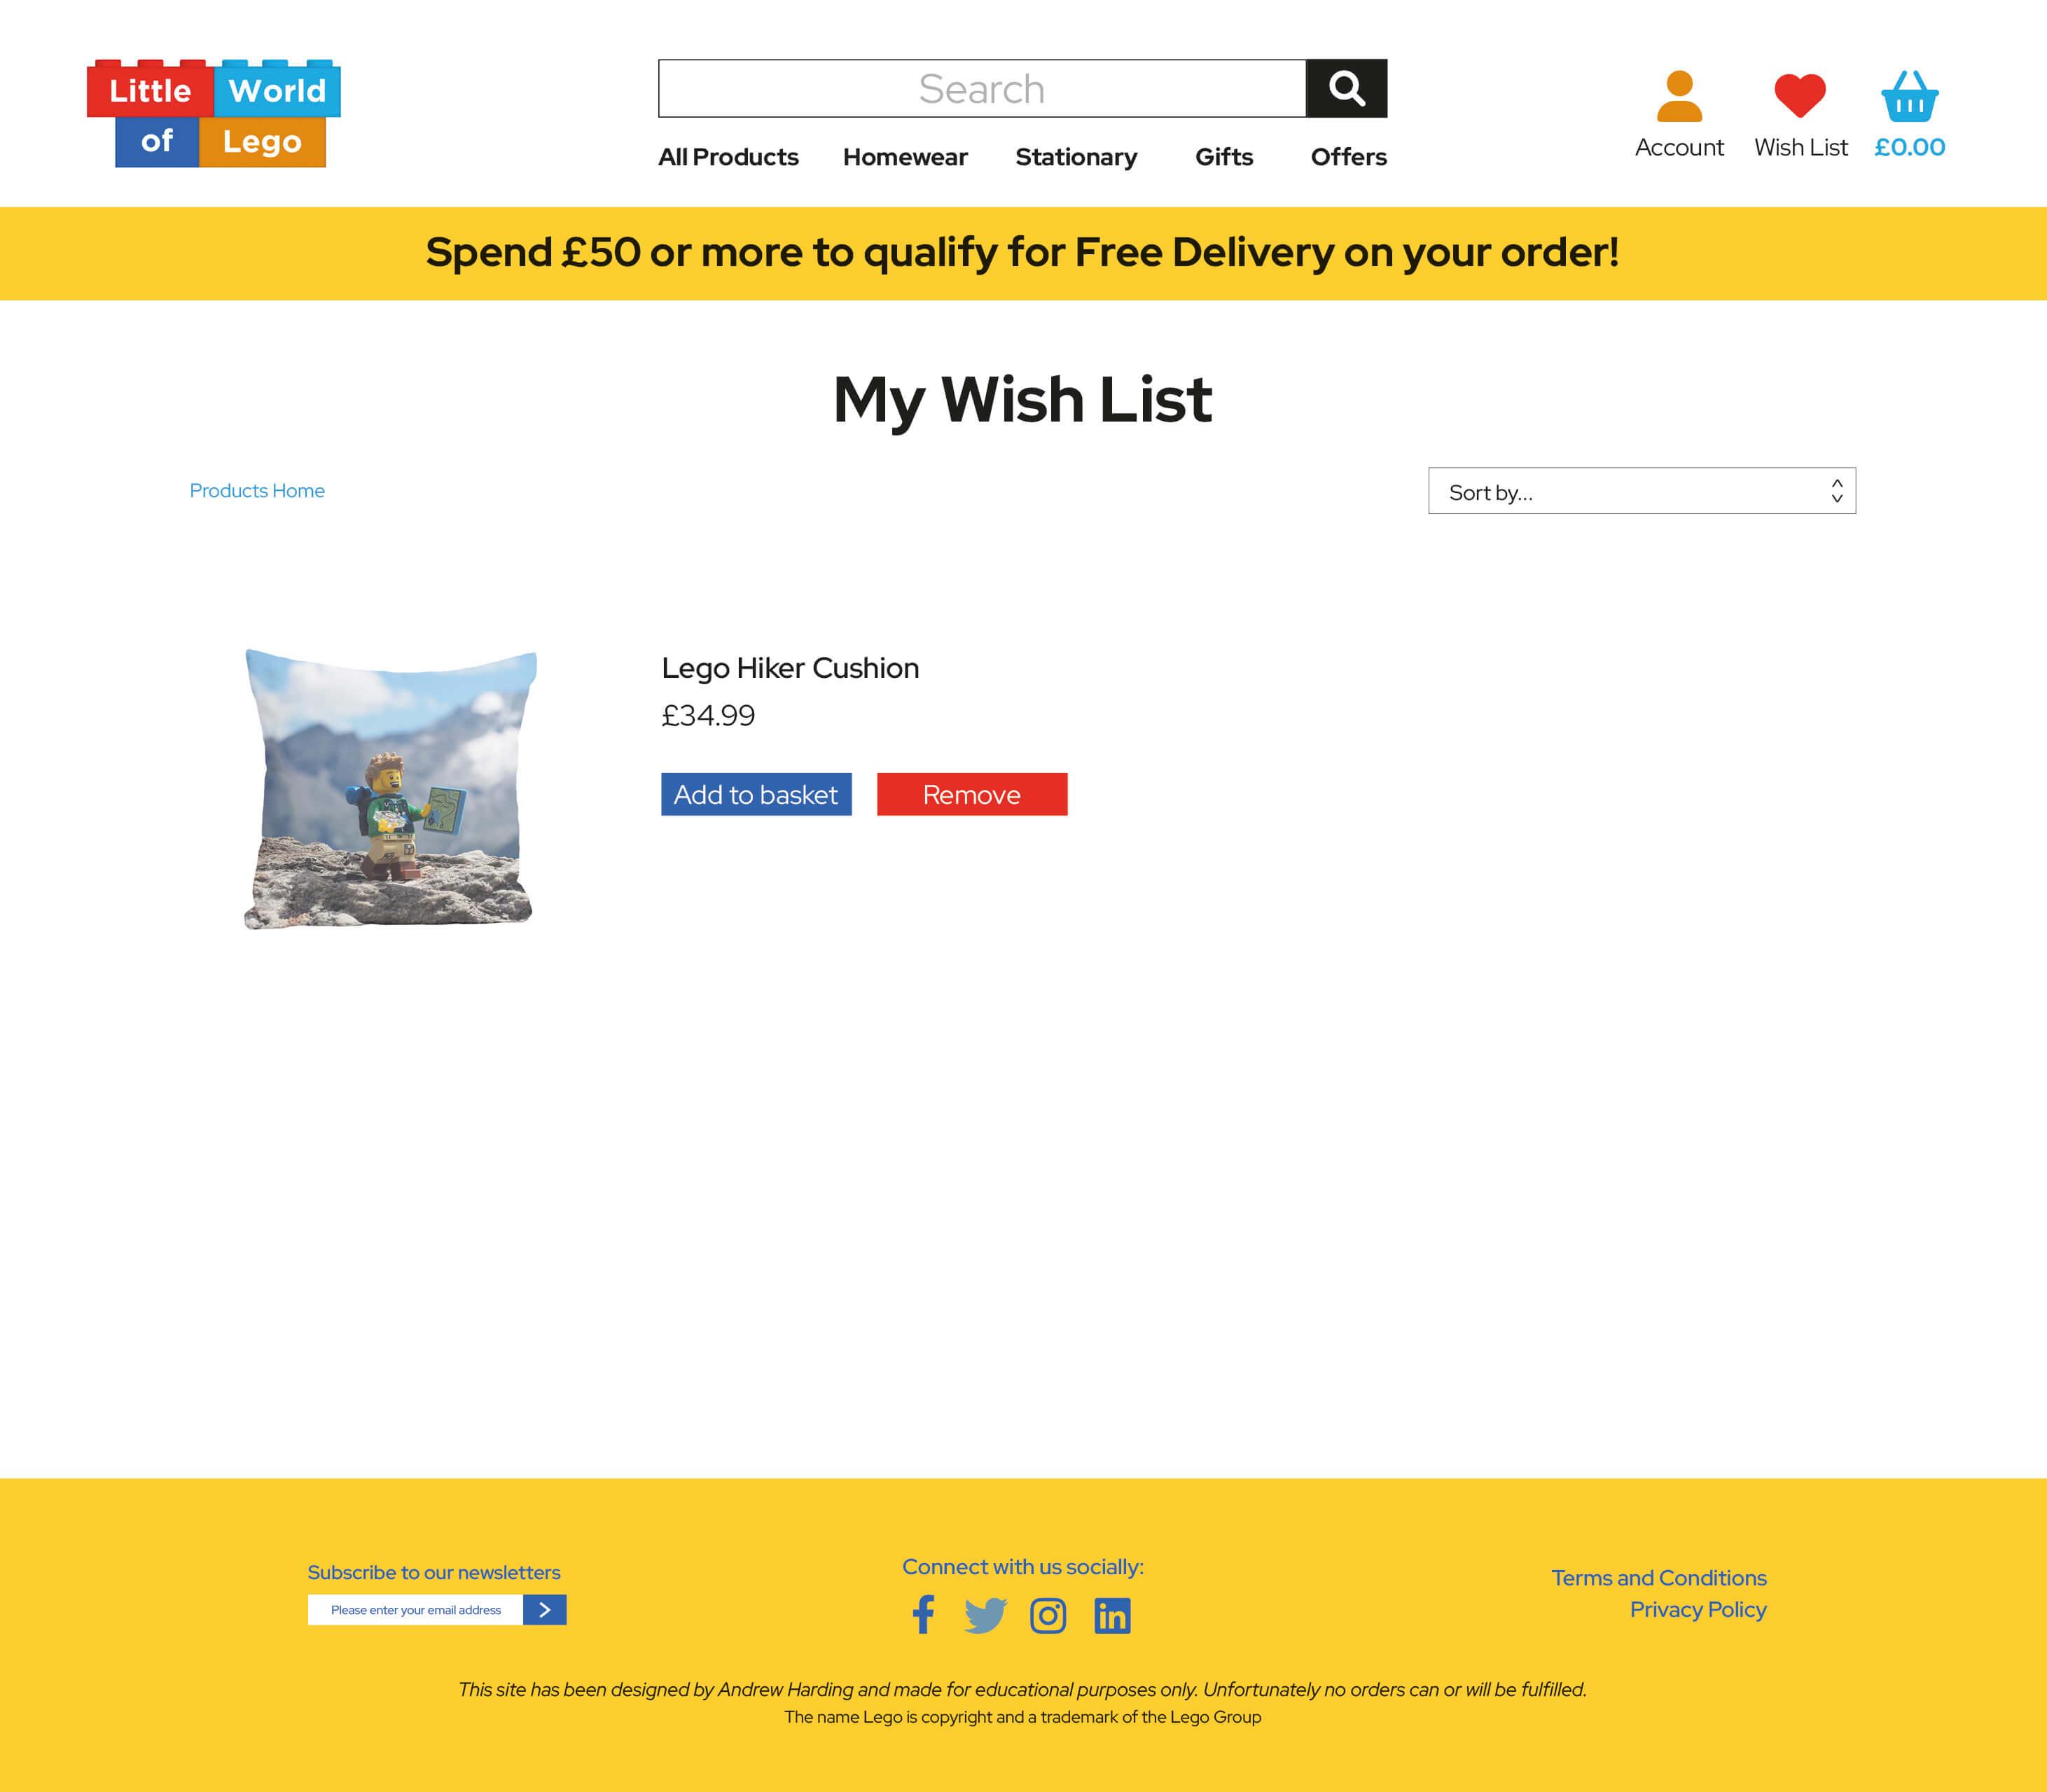 Little World
of Lego
Search
All Products Homewear Stationary Gifts Offers
Account Wish List £0.00
Spend £50 or more to qualify for Free Delivery on your order!
My Wish List
Products Home
Sort by...
Lego Hiker Cushion
£34.99
Add to basket Remove
Subscribe to our newsletters
Please enter your email address
Connect with us socially:
Terms and Conditions
Privacy Policy
This site has been designed by Andrew Harding and made for educational purposes only. Unfortunately no orders can or will be fulfilled.
The name Lego is copyright and a trademark of the Lego Group